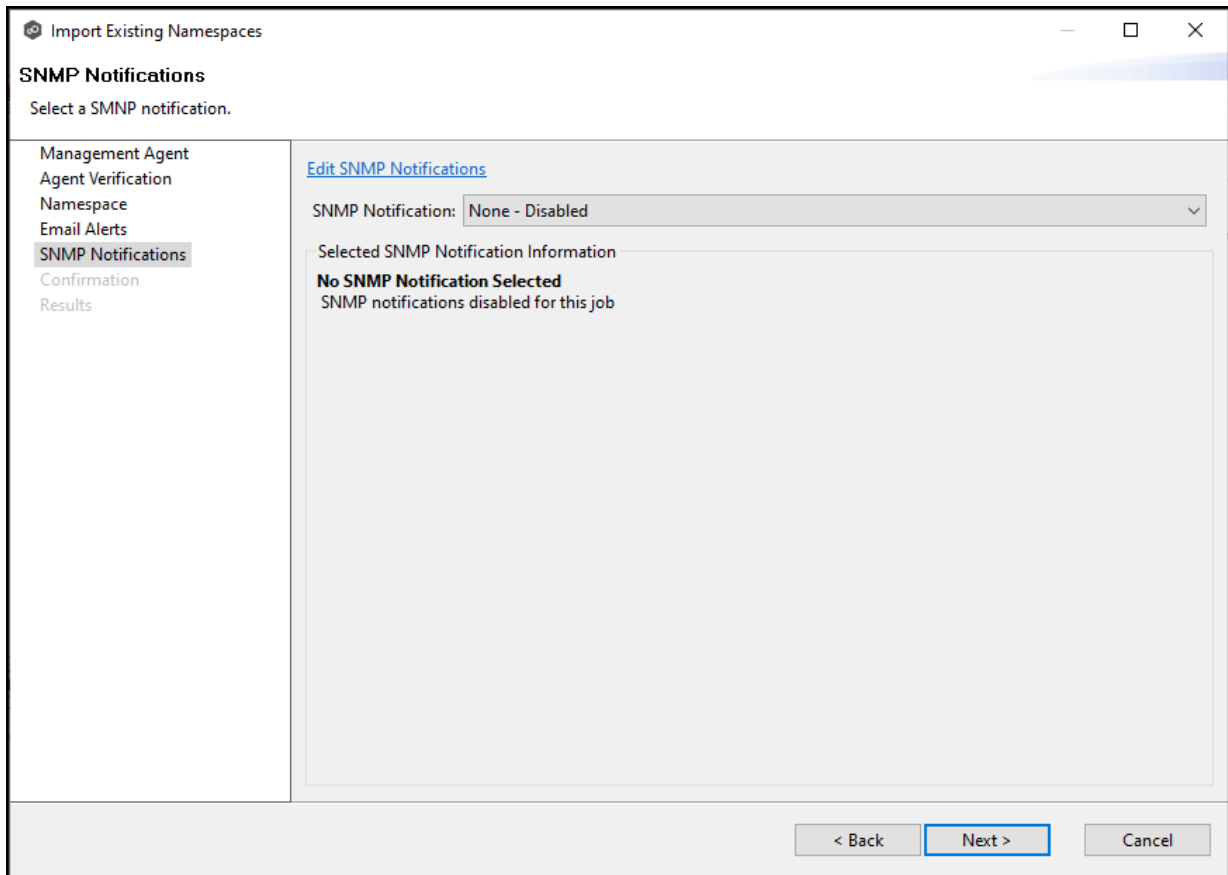 Import Existing Namespaces
SNMP Notifications
Select a SMNP notification.
Management Agent
Agent Verification
Namespace
Email Alerts
SNMP Notifications
Confirmation
Results
Edit SNMP Notifications
SNMP Notification: None - Disabled
Selected SNMP Notification Information
No SNMP Notification Selected
SNMP notifications disabled for this job
< Back Next > Cancel